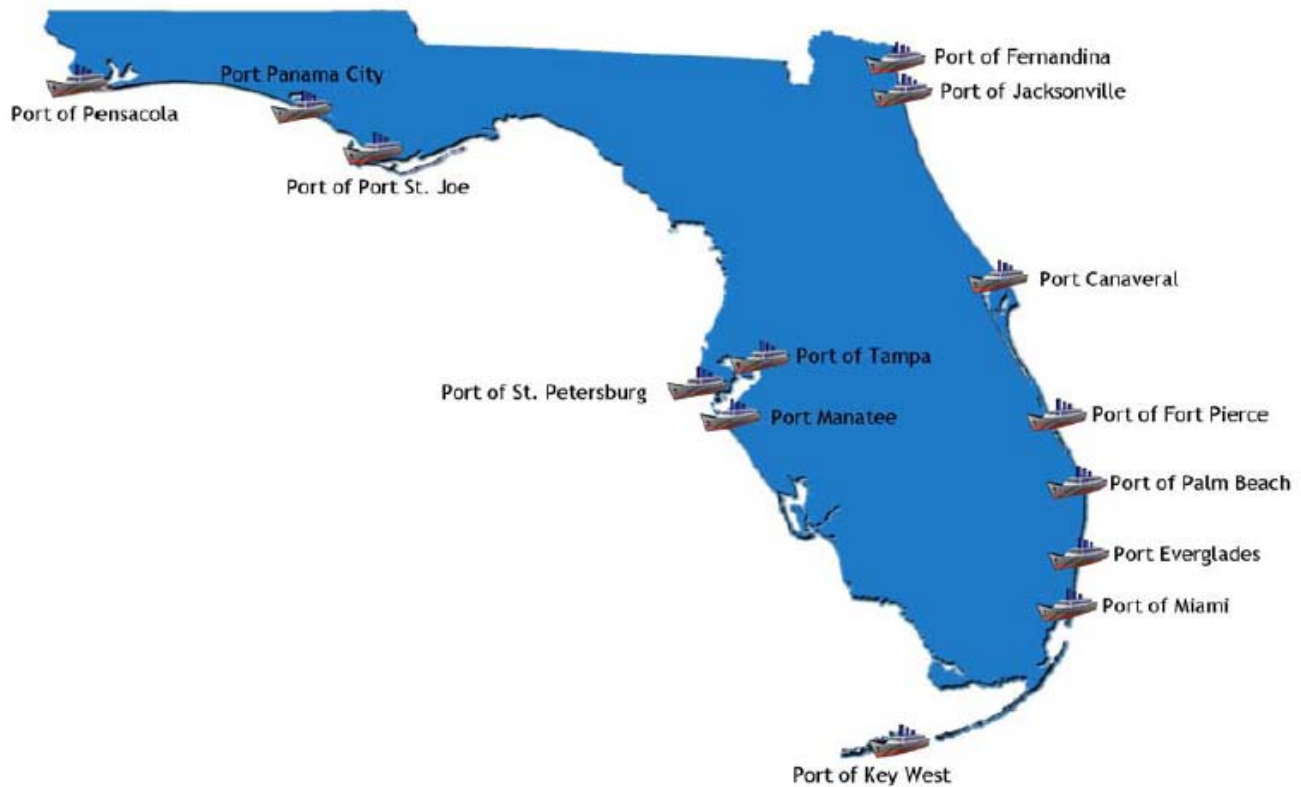 Port of Fernandina
Port Panama City
Port of Jacksonville
Port of Pensacola
Port of Port St. Joe
Port Canaveral
Port of Tampa
Port of St. Petersburg
Port Manatee
Port of Fort Pierce
Port of Palm Beach
Port Everglades
Port of Miami
Port of Key West